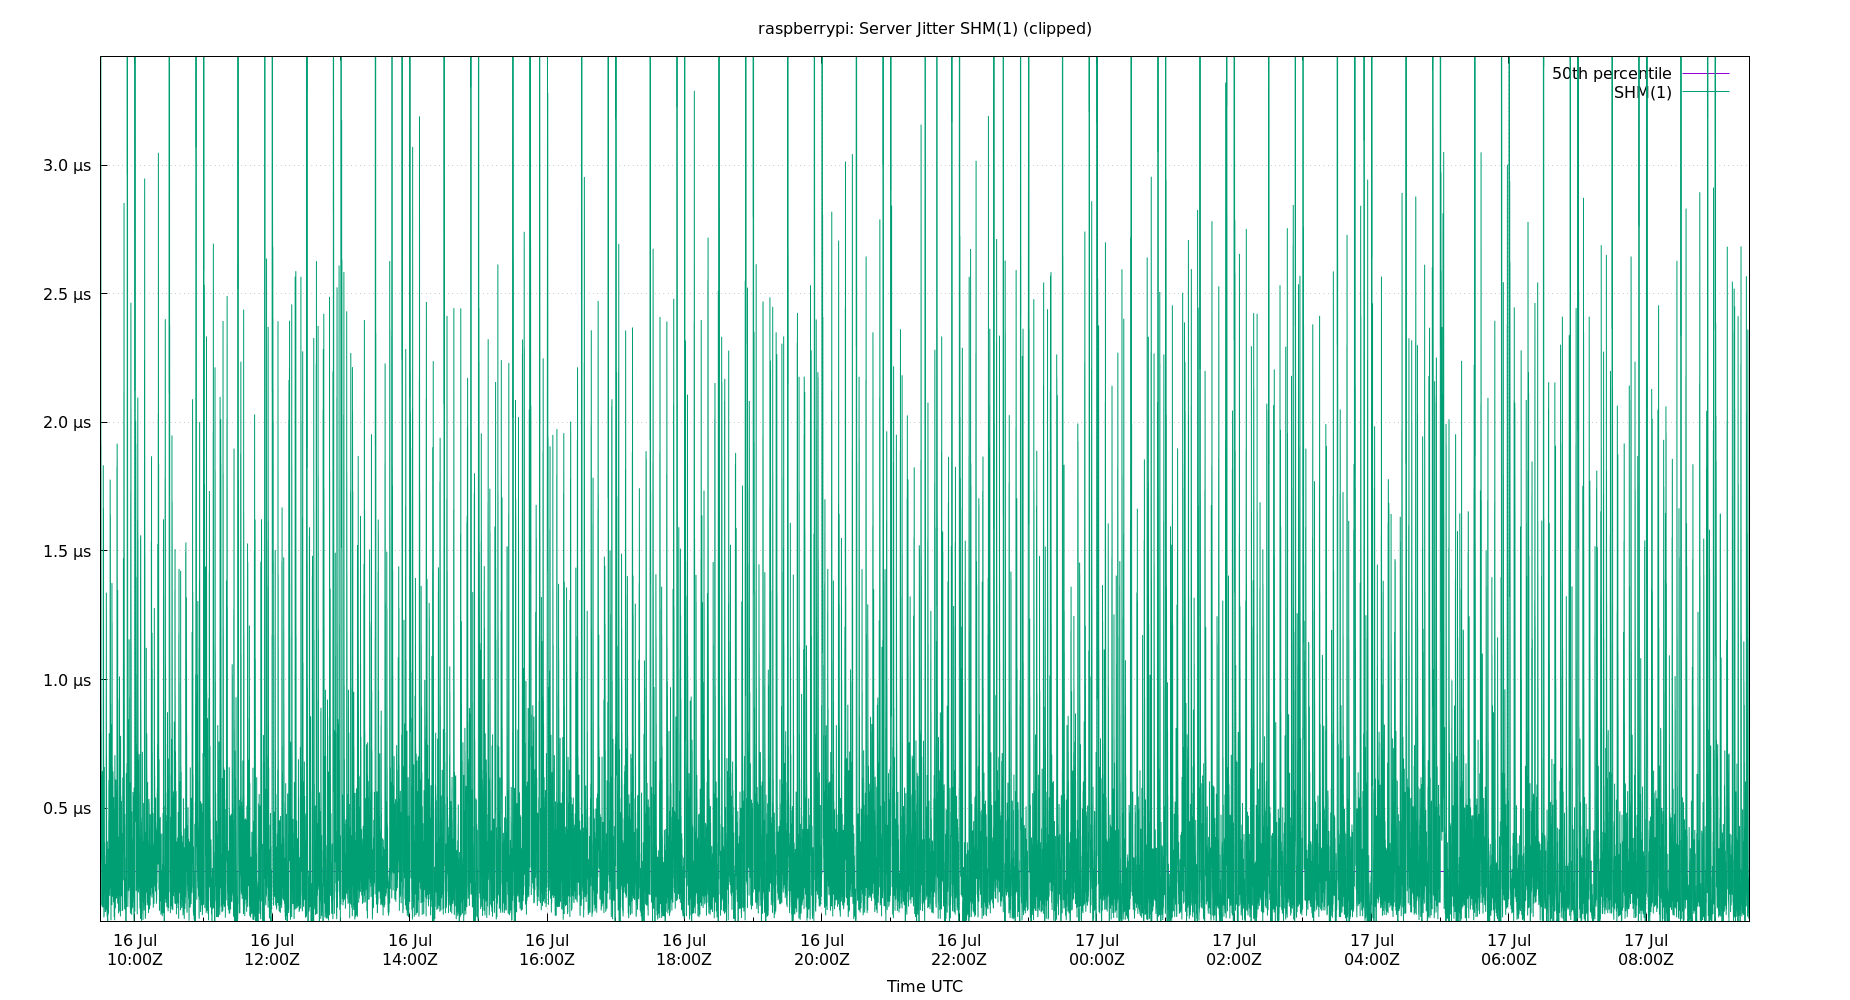 raspberrypi: Server Jitter SHM(1) (clipped)
50th percentile
SHM(1)
3.0 µs
2.5 µs
2.0 µs
1.5 µs
1.0 µs
0.5 µs
16 Jul 16 Jul 16 Jul 16 Jul 16 Jul 16 Jul 16 Jul 17 Jul 17 Jul 17 Jul 17 Jul 17 Jul
10:00Z 12:00Z 14:00Z 16:00Z 18:00Z 20:00Z 22:00Z 00:00Z 02:00Z 04:00Z 06:00Z 08:00Z
Time UTC